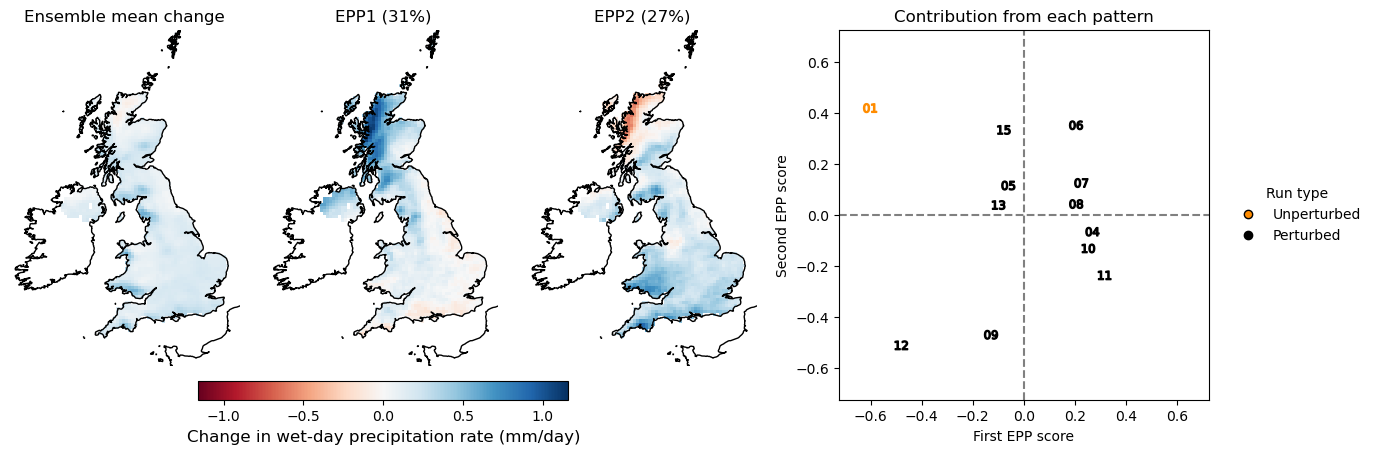 Ensemble mean change
EPP1 (31%)
EPP2 (27%)
−1.0 −0.5 0.0 0.5 1.0
Change in wet-day precipitation rate (mm/day)
Contribution from each pattern
Second EPP score
0.6
0.4
0.2
0.0
−0.2
−0.4
−0.6
01
15
06
05
07
13
08
04
10
11
09
12
−0.6 −0.4 −0.2 0.0 0.2 0.4 0.6
First EPP score
Run type
Unperturbed
Perturbed